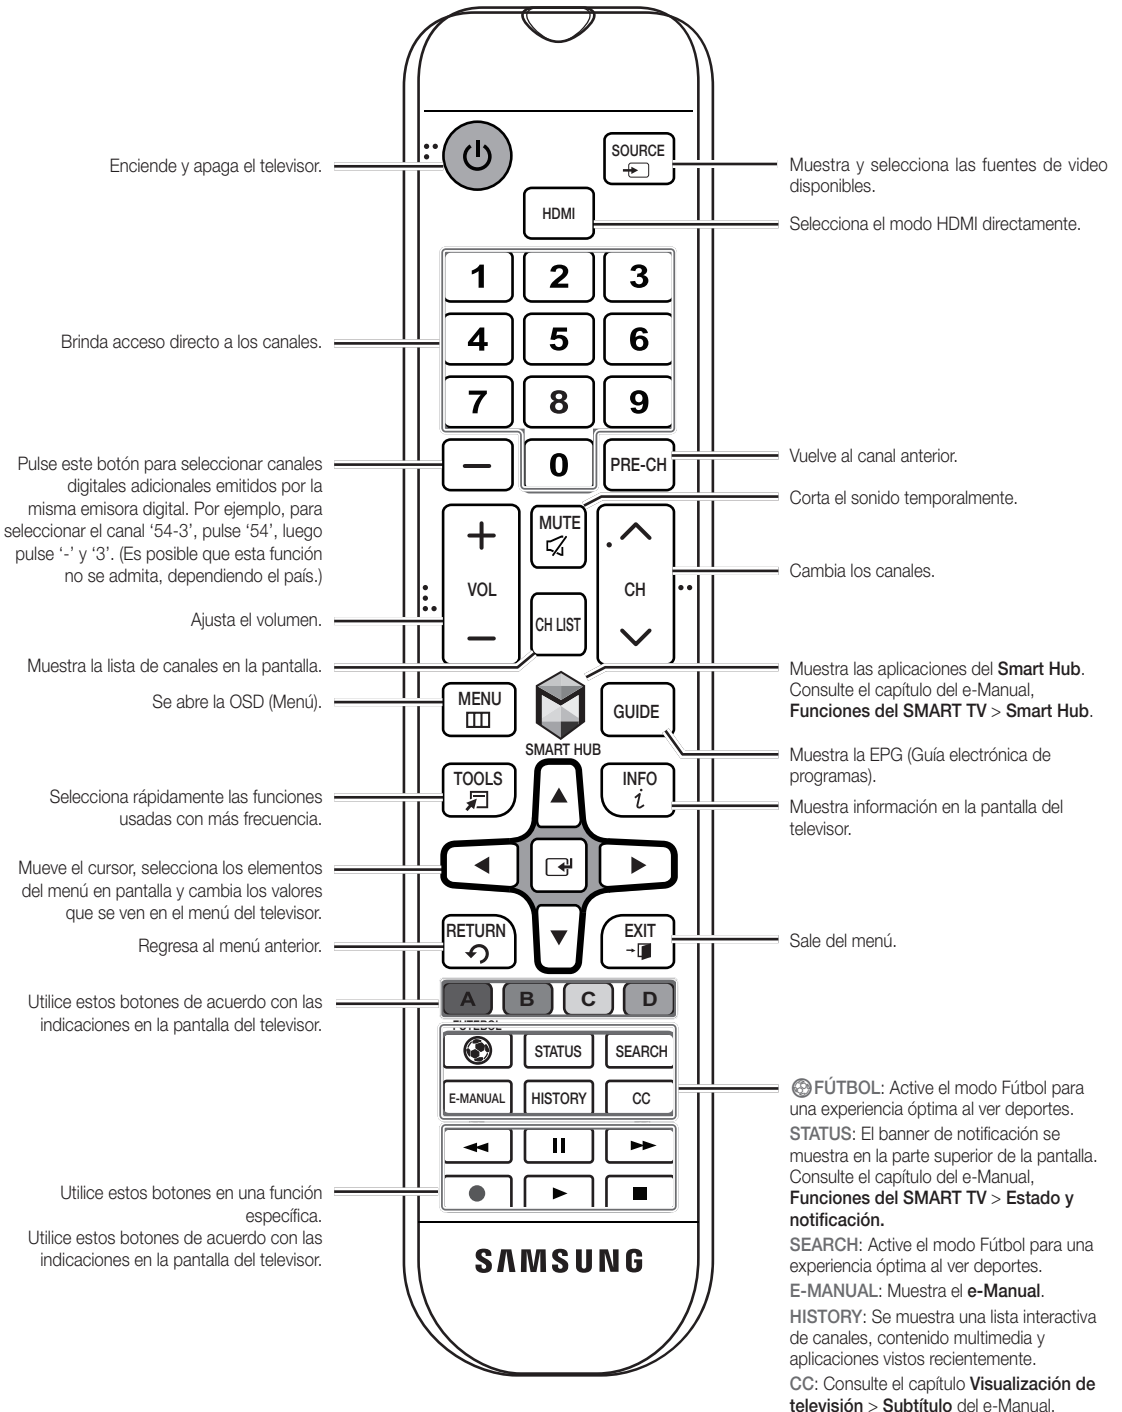 Enciende y apaga el televisor.
Brinda acceso directo a los canales.
Pulse este botón para seleccionar canales
digitales adicionales emitidos por la
misma emisora digital. Por ejemplo, para
seleccionar el canal ‘54-3’, pulse ‘54’, luego
pulse ‘-’ y ‘3’. (Es posible que esta función
no se admita, dependiendo el país.)
Ajusta el volumen.
Muestra la lista de canales en la pantalla.
Se abre la OSD (Menú).
Selecciona rápidamente las funciones
usadas con más frecuencia.
Mueve el cursor, selecciona los elementos
del menú en pantalla y cambia los valores
que se ven en el menú del televisor.
Regresa al menú anterior.
Utilice estos botones de acuerdo con las
indicaciones en la pantalla del televisor.
Utilice estos botones en una función
específica.
Utilice estos botones de acuerdo con las
indicaciones en la pantalla del televisor.
SOURCE
HDMI
1 2 3
4 5 6
7 8 9
— 0 PRE-CH
+ MUTE
VOL CH
— CH LIST
MENU GUIDE
SMART HUB
TOOLS INFO
i
RETURN EXIT
A B C D
FUTEBOL
STATUS SEARCH
E-MANUAL HISTORY CC
SAMSUNG
Muestra y selecciona las fuentes de video
disponibles.
Selecciona el modo HDMI directamente.
Vuelve al canal anterior.
Corta el sonido temporalmente.
Cambia los canales.
Muestra las aplicaciones del Smart Hub.
Consulte el capítulo del e-Manual,
Funciones del SMART TV > Smart Hub.
Muestra la EPG (Guía electrónica de
programas).
Muestra información en la pantalla del
televisor.
Sale del menú.
FÚTBOL: Active el modo Fútbol para
una experiencia óptima al ver deportes.
STATUS: El banner de notificación se
muestra en la parte superior de la pantalla.
Consulte el capítulo del e-Manual,
Funciones del SMART TV > Estado y
notificación.
SEARCH: Active el modo Fútbol para una
experiencia óptima al ver deportes.
E-MANUAL: Muestra el e-Manual.
HISTORY: Se muestra una lista interactiva
de canales, contenido multimedia y
aplicaciones vistos recientemente.
CC: Consulte el capítulo Visualización de
televisión > Subtítulo del e-Manual.